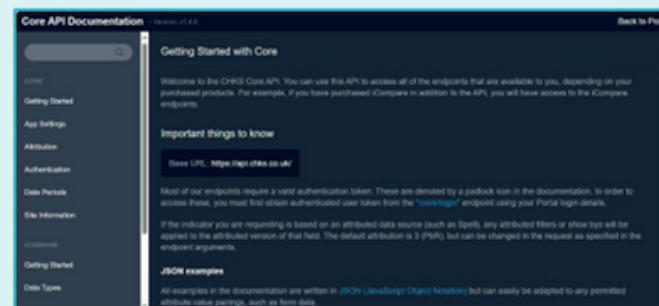 Core API Documentation - Version: v1.4.0
Back to Po
CORE
Getting Started
App Settings
Attribution
Authentication
Data Periods
Site Information
ICOMPARE
Getting Started
Data Types
Getting Started with Core
Welcome to the CHKS Core API. You can use this API to access all of the endpoints that are available to you, depending on your
purchased products. For example, if you have purchased iCompare in addition to the API, you will have access to the iCompare
endpoints.
Important things to know
Base URL: https://api.chks.co.uk/
Most of our endpoints require a valid authentication token. These are denoted by a padlock icon in the documentation. In order to
access these, you must first obtain authenticated user token from the "/core/login" endpoint using your Portal login details.
If the indicator you are requesting is based on an attributed data source (such as Spell), any attributed filters or show bys will be
applied to the attributed version of that field. The default attribution is 3 (PbR), but can be changed in the request as specified in the
endpoint arguments.
JSON examples
All examples in the documentation are written in JSON (JavaScript Object Notation) but can easily be adapted to any permitted
attribute value pairings, such as form data.